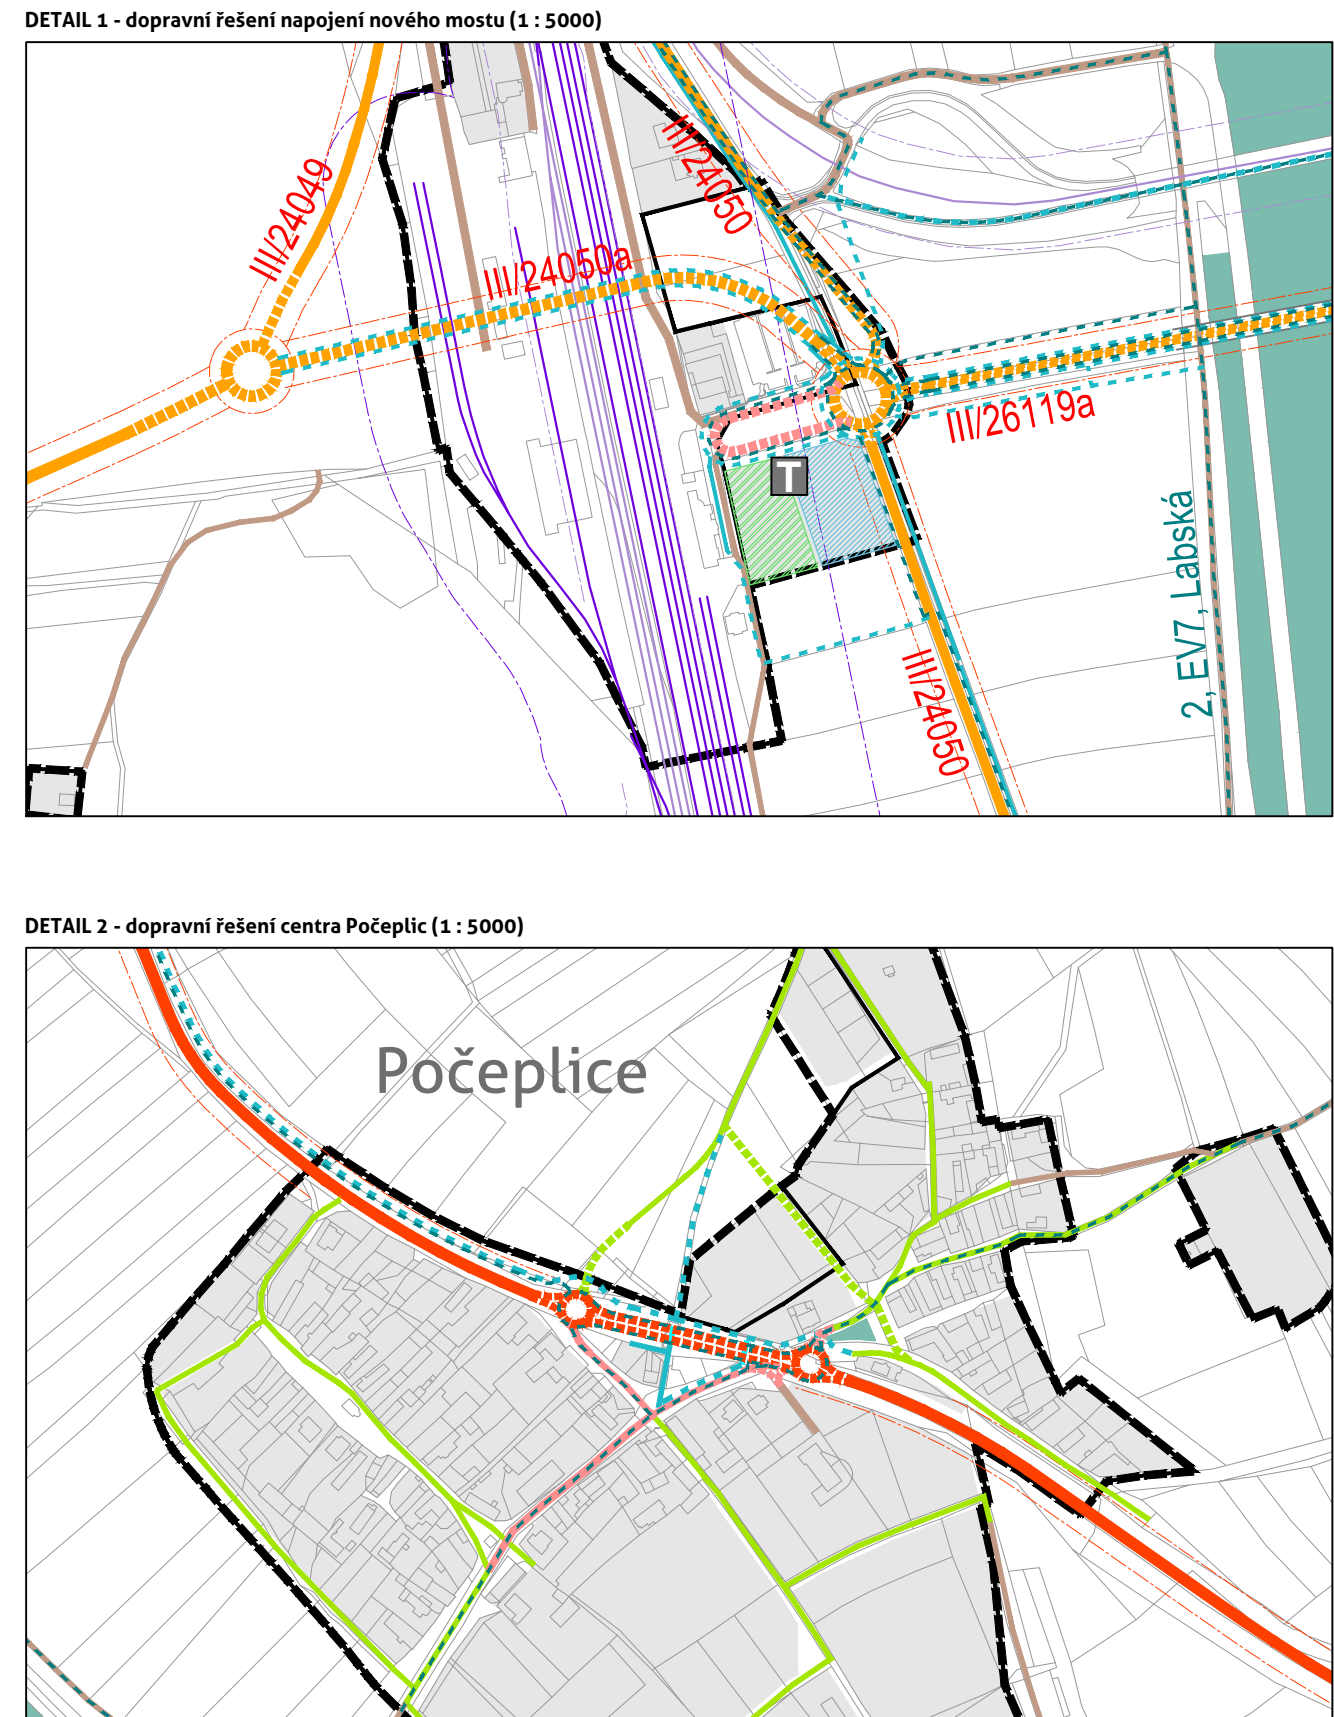 DETAIL 1 - dopravní řešení napojení nového mostu (1 : 5000)
III/24049
III/24050
III/24050a
III/26119a
T
2, EV7, Labská
III/24050
DETAIL 2 - dopravní řešení centra Počeplic (1 : 5000)
Počeplice